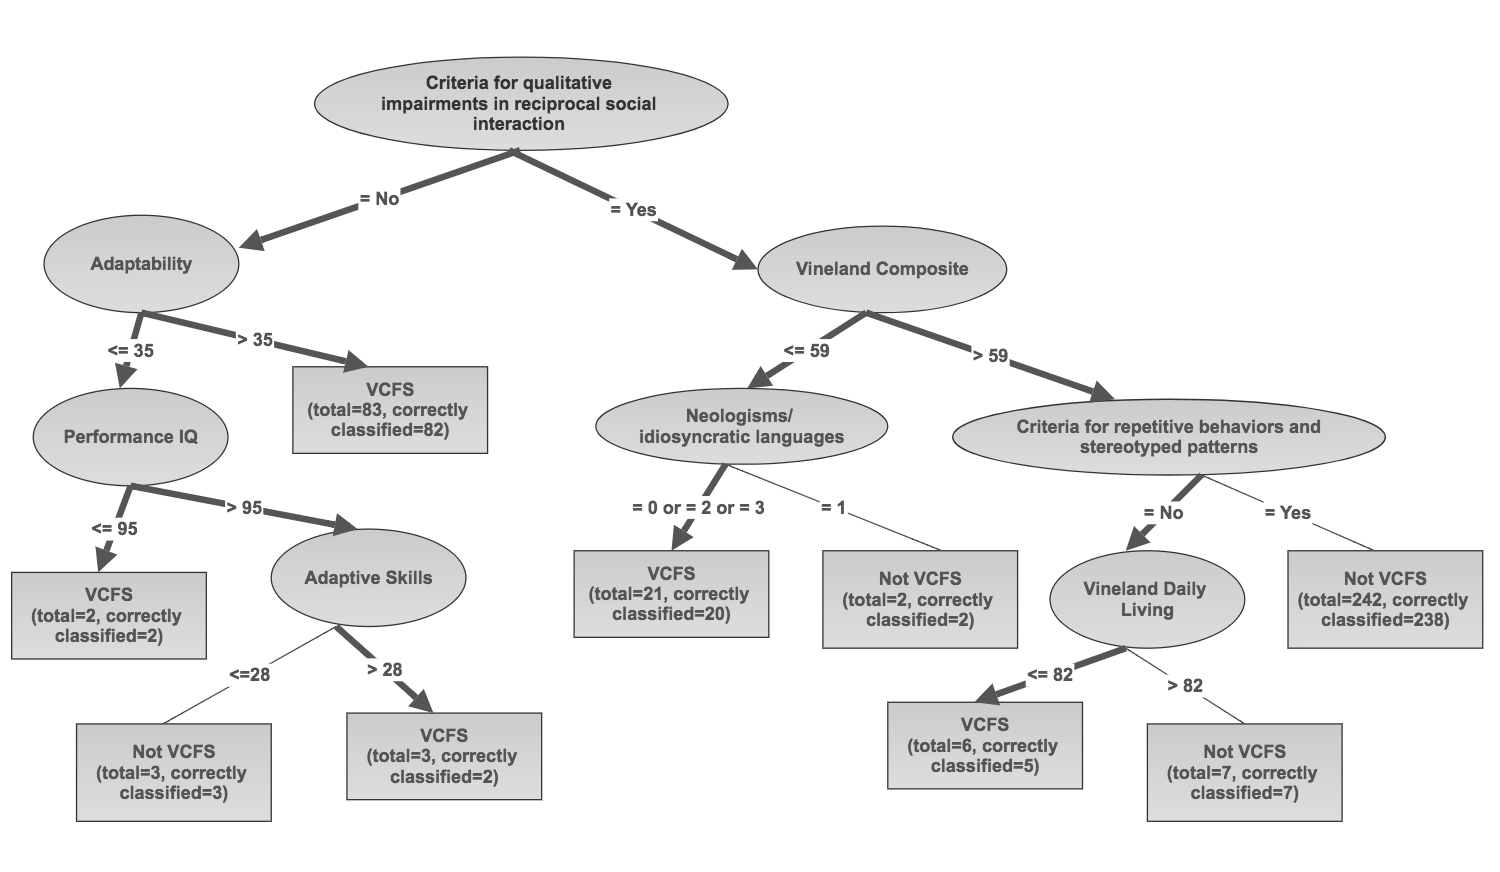 Criteria for qualitative
impairments in reciprocal social
interaction
= No
= Yes
Adaptability
Vineland Composite
<= 35
> 35
<= 59
> 59
VCFS
(total=83, correctly
classified=82)
Performance IQ
Neologisms/
idiosyncratic languages
Criteria for repetitive behaviors and
stereotyped patterns
<= 95
> 95
= 0 or = 2 or = 3
= 1
= No
= Yes
VCFS
(total=2, correctly
classified=2)
Adaptive Skills
VCFS
(total=21, correctly
classified=20)
Not VCFS
(total=2, correctly
classified=2)
Vineland Daily
Living
Not VCFS
(total=242, correctly
classified=238)
<=28
> 28
<= 82
> 82
Not VCFS
(total=3, correctly
classified=3)
VCFS
(total=3, correctly
classified=2)
VCFS
(total=6, correctly
classified=5)
Not VCFS
(total=7, correctly
classified=7)